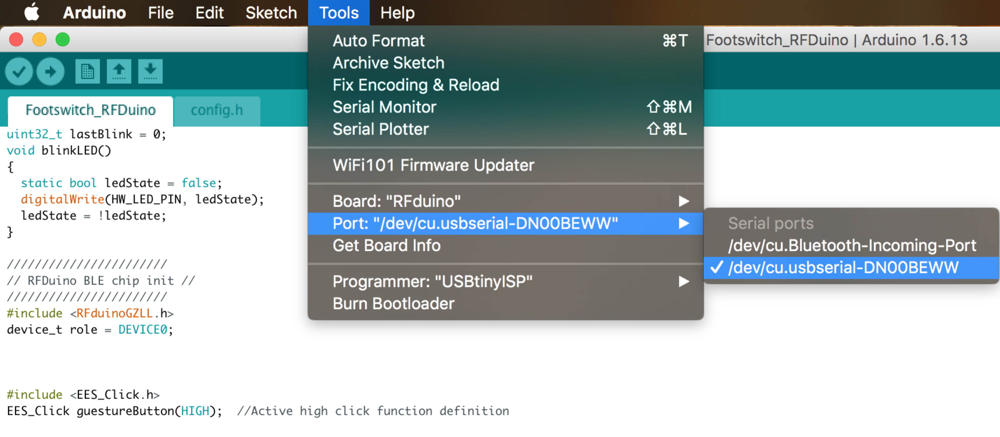 Arduino File Edit Sketch Tools Help
Footswitch_RFDuino | Arduino 1.6.13
Auto Format ⌘T
Archive Sketch
Fix Encoding & Reload
Serial Monitor ⇧⌘M
Serial Plotter ⇧⌘L
WiFi101 Firmware Updater
Board: "RFduino"
Port: "/dev/cu.usbserial-DN00BEWW"
Get Board Info
Programmer: "USBtinyISP"
Burn Bootloader
Serial ports
/dev/cu.Bluetooth-Incoming-Port
✓ /dev/cu.usbserial-DN00BEWW
Footswitch_RFDuino config.h
uint32_t lastBlink = 0;
void blinkLED()
{
  static bool ledState = false;
  digitalWrite(HW_LED_PIN, ledState);
  ledState = !ledState;
}
///////////////////////
// RFDuino BLE chip init //
///////////////////////
#include <RFduinoGZLL.h>
device_t role = DEVICE0;
#include <EES_Click.h>
EES_Click guestureButton(HIGH);  //Active high click function definition